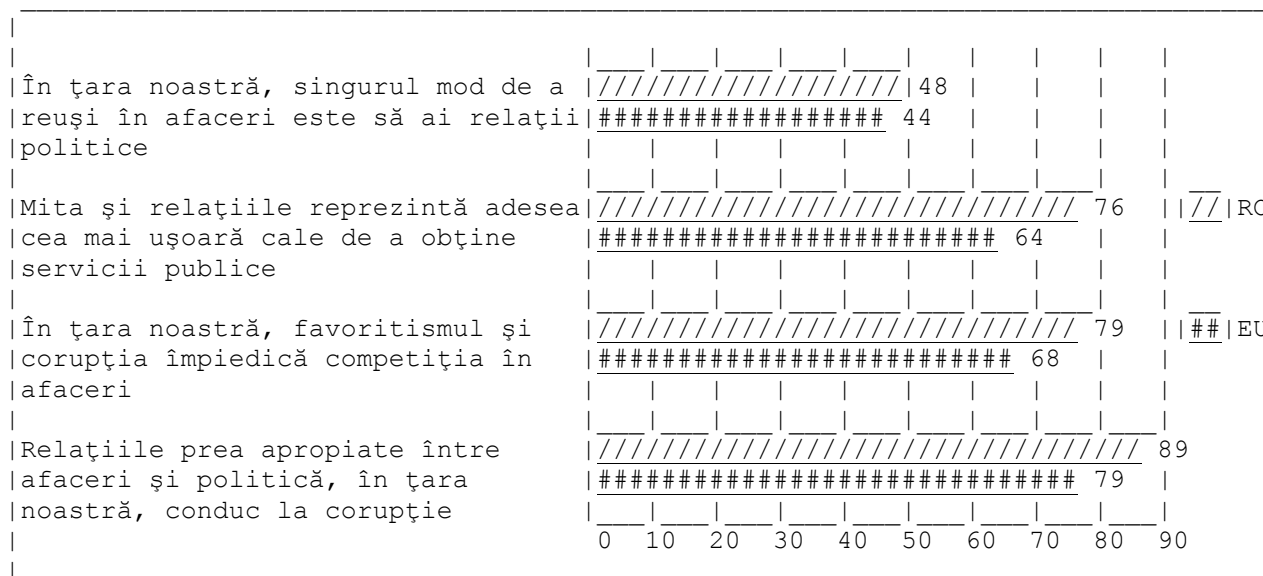 În ţara noastră, singurul mod de a |//////////////////|48
reuşi în afaceri este să ai relaţii|################## 44
politice
Mita şi relaţiile reprezintă adesea|////////////////////////////// 76 ||//|RO
cea mai uşoară cale de a obţine |######################### 64
servicii publice
În ţara noastră, favoritismul şi |////////////////////////////// 79 ||##|EU
corupţia împiedică competiţia în |########################## 68
afaceri
Relaţiile prea apropiate între |////////////////////////////////// 89
afaceri şi politică, în ţara |############################## 79
noastră, conduc la corupţie
0 10 20 30 40 50 60 70 80 90